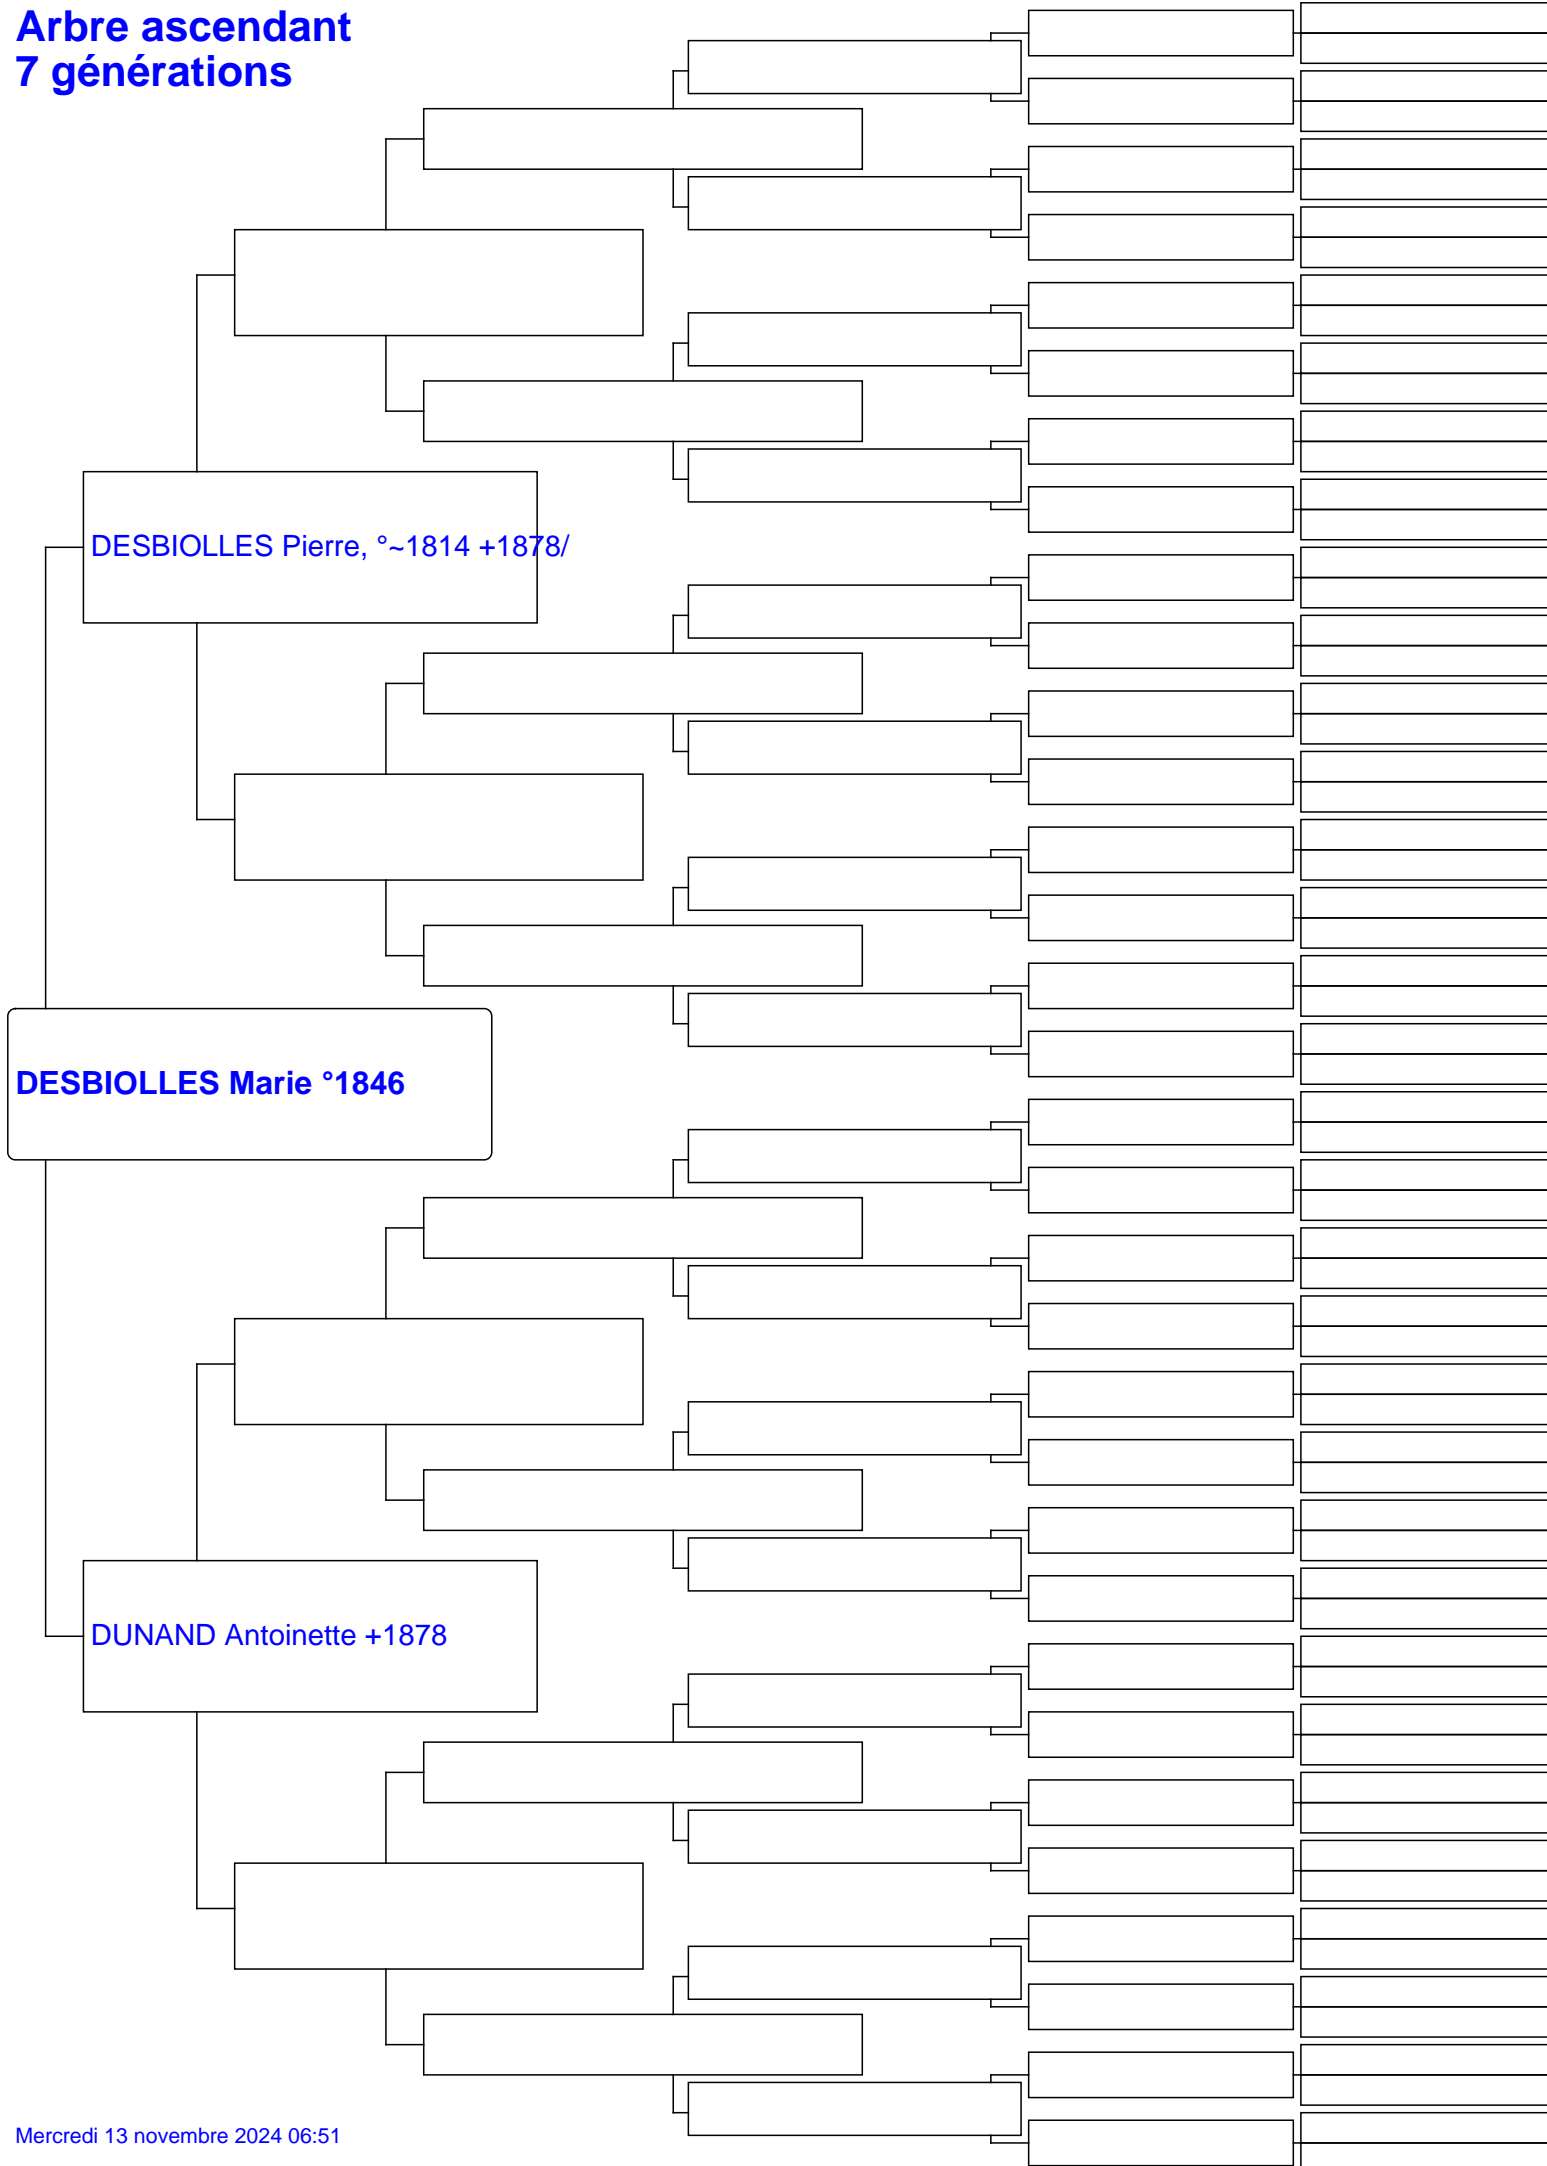 Arbre ascendant
7 générations
DESBIOLLES Pierre, °~1814 +1878/
DESBIOLLES Marie °1846
DUNAND Antoinette +1878
Mercredi 13 novembre 2024 06:51